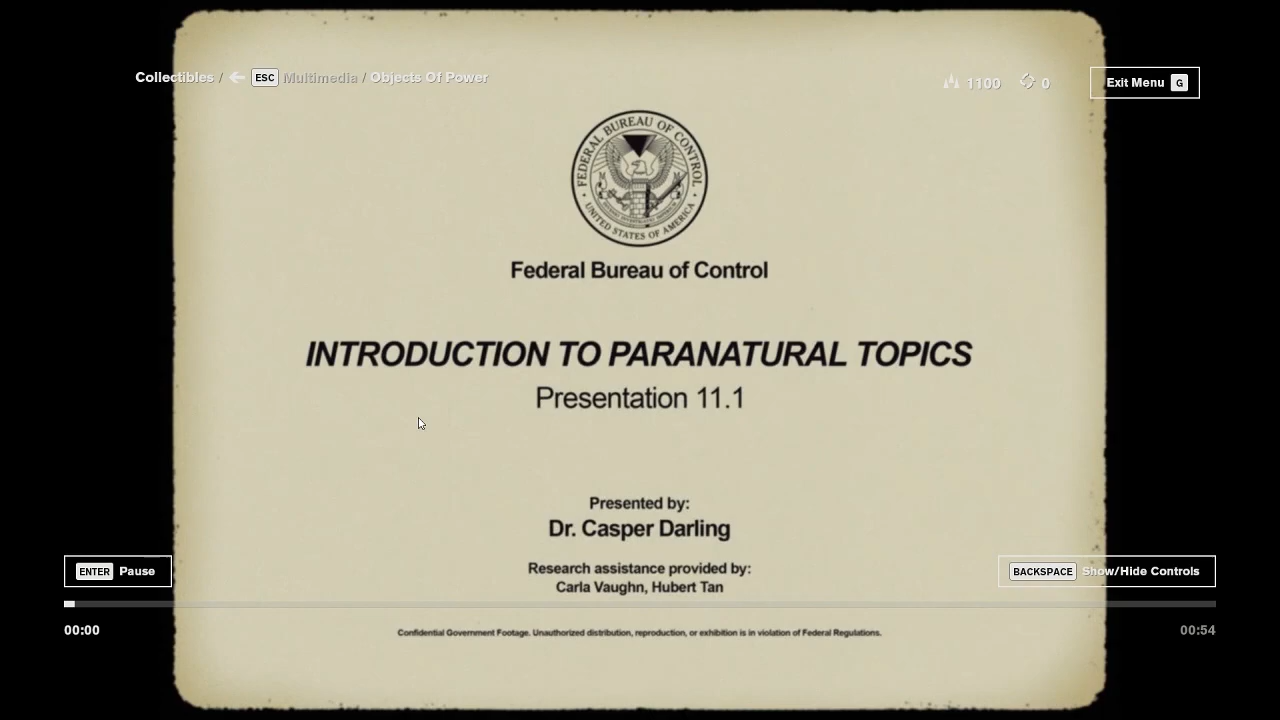 Collectibles / ESC Multimedia / Objects Of Power
1100
0
Exit Menu G
FEDERAL BUREAU OF CONTROL
UNITED STATES OF AMERICA
Federal Bureau of Control
INTRODUCTION TO PARANATURAL TOPICS
Presentation 11.1
Presented by:
Dr. Casper Darling
Research assistance provided by:
Carla Vaughn, Hubert Tan
ENTER Pause
BACKSPACE Show/Hide Controls
00:00
00:54
Confidential Government Footage. Unauthorized distribution, reproduction, or exhibition is in violation of Federal Regulations.